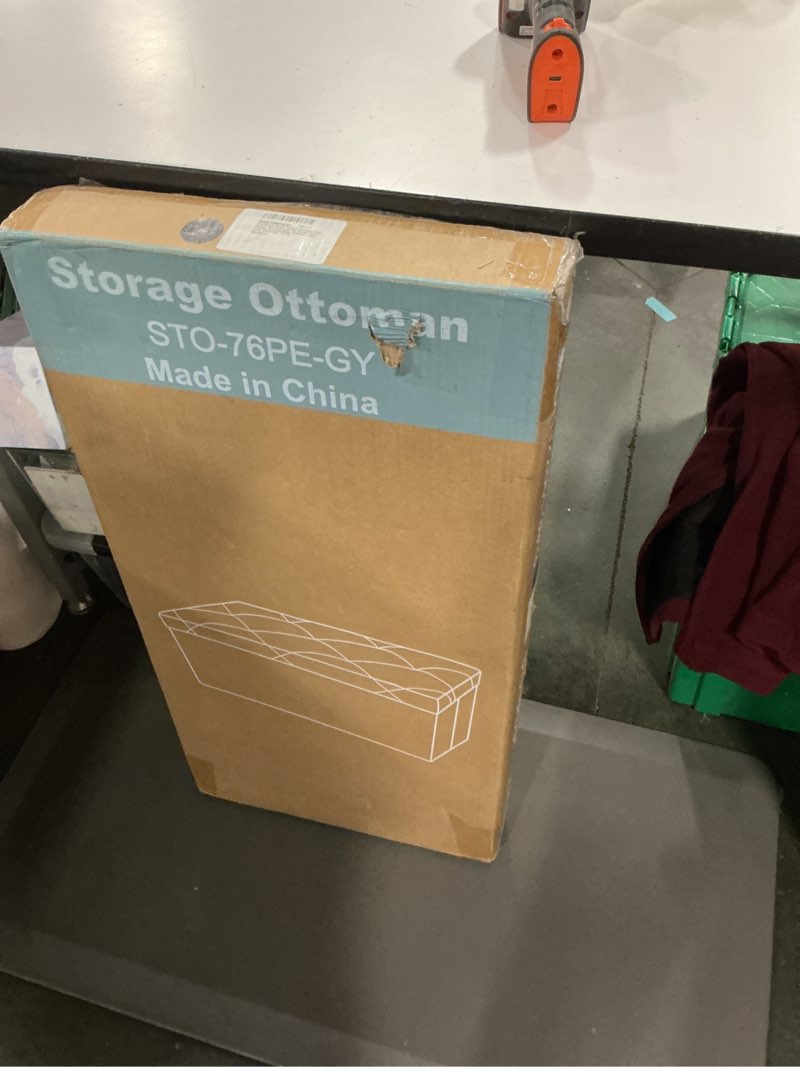 Storage Ottoman
STO-76PE-GY
Made in China